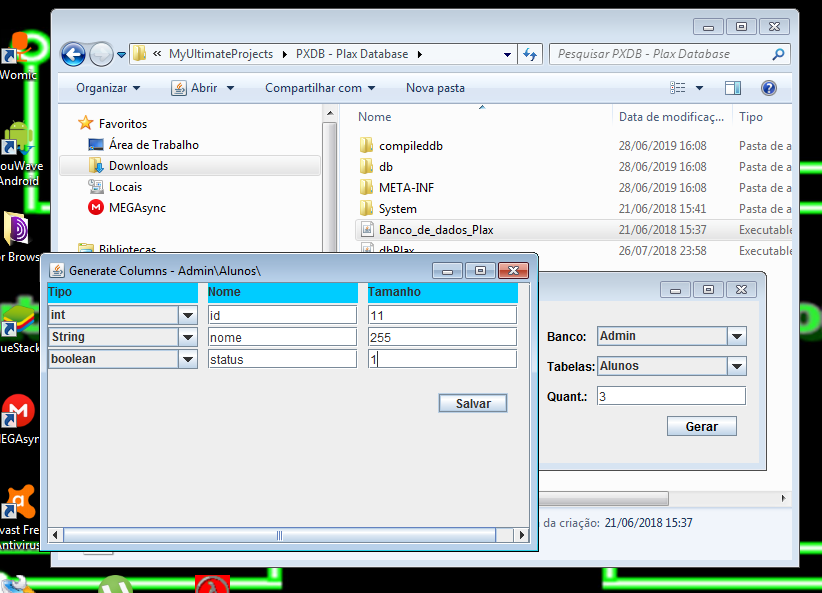 Womic
ouWave
Android
or Browse
ueStack
MEGAsyn
vast Fre
Antivirus
« MyUltimateProjects ▸ PXDB - Plax Database ▸
Pesquisar PXDB - Plax Database
Organizar Abrir Compartilhar com Nova pasta
Favoritos
Área de Trabalho
Downloads
Locais
MEGAsync
Bibliotecas
Nome Data de modificaç... Tipo
compileddb 28/06/2019 16:08 Pasta de a
db 28/06/2019 16:08 Pasta de a
META-INF 28/06/2019 16:08 Pasta de a
System 21/06/2018 15:41 Pasta de a
Banco_de_dados_Plax 21/06/2018 15:37 Executable
dbPlax 26/07/2018 23:58 Executable
Generate Columns - Admin\Alunos\
Tipo Nome Tamanho
int id 11
String nome 255
boolean status 1
Salvar
Banco: Admin
Tabelas: Alunos
Quant.: 3
Gerar
da criação: 21/06/2018 15:37